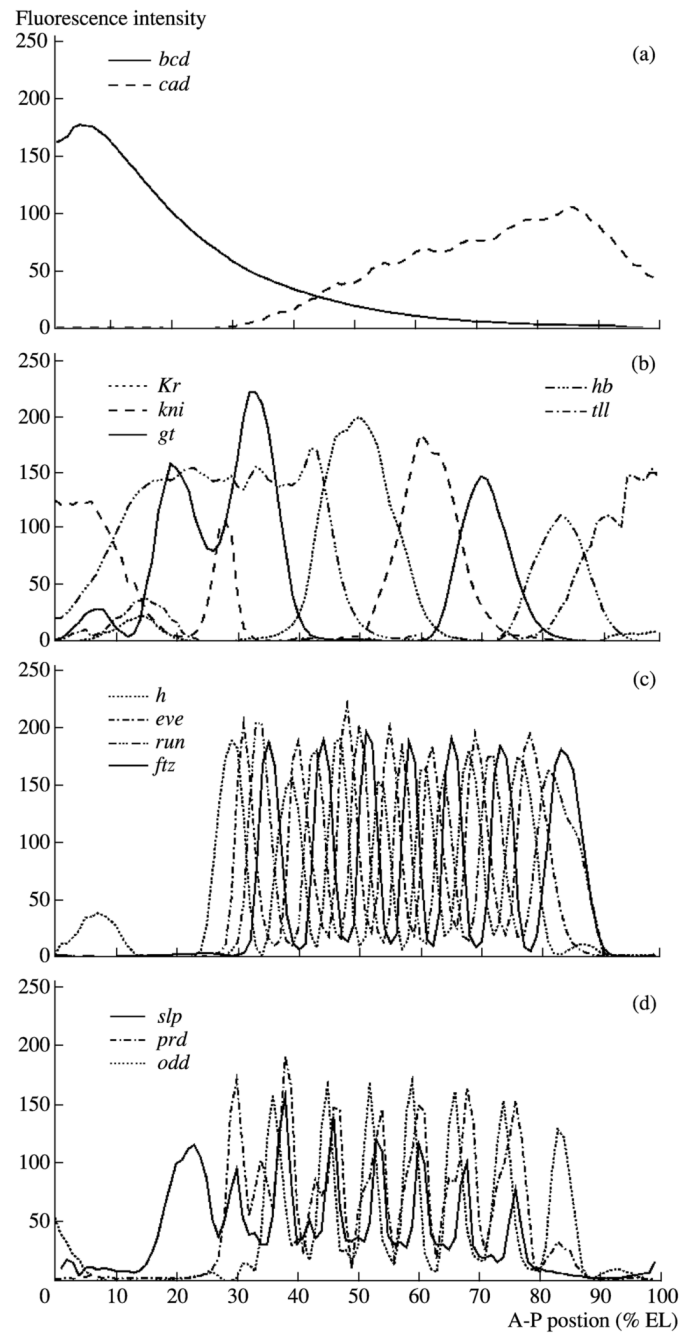 Fluorescence intensity
250
200
150
100
50
0
bcd
cad
(a)
250
200
150
100
50
0
Kr
kni
gt
hb
tll
(b)
250
200
150
100
50
0
h
eve
run
ftz
(c)
250
200
150
100
50
slp
prd
odd
(d)
0 10 20 30 40 50 60 70 80 90 100
A-P postion (% EL)